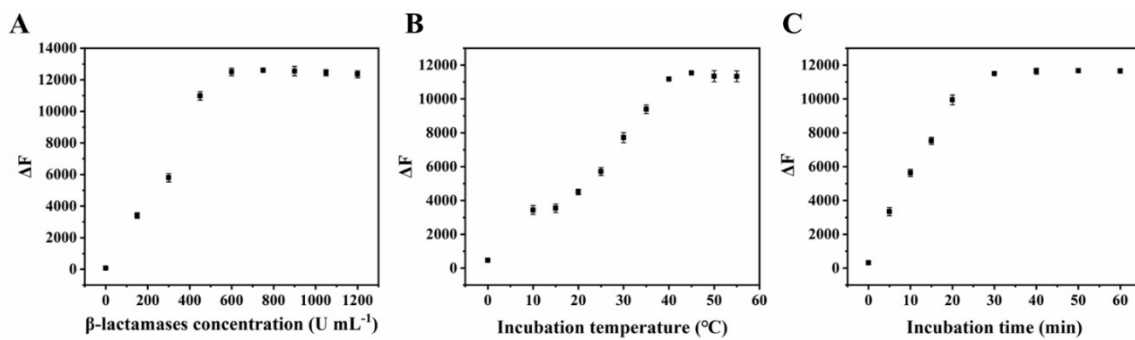 A
14000
12000
10000
8000
6000
4000
2000
0
ΔF
0 200 400 600 800 1000 1200
β-lactamases concentration (U mL⁻¹)
B
12000
10000
8000
6000
4000
2000
0
ΔF
0 10 20 30 40 50 60
Incubation temperature (°C)
C
12000
10000
8000
6000
4000
2000
0
ΔF
0 10 20 30 40 50 60
Incubation time (min)